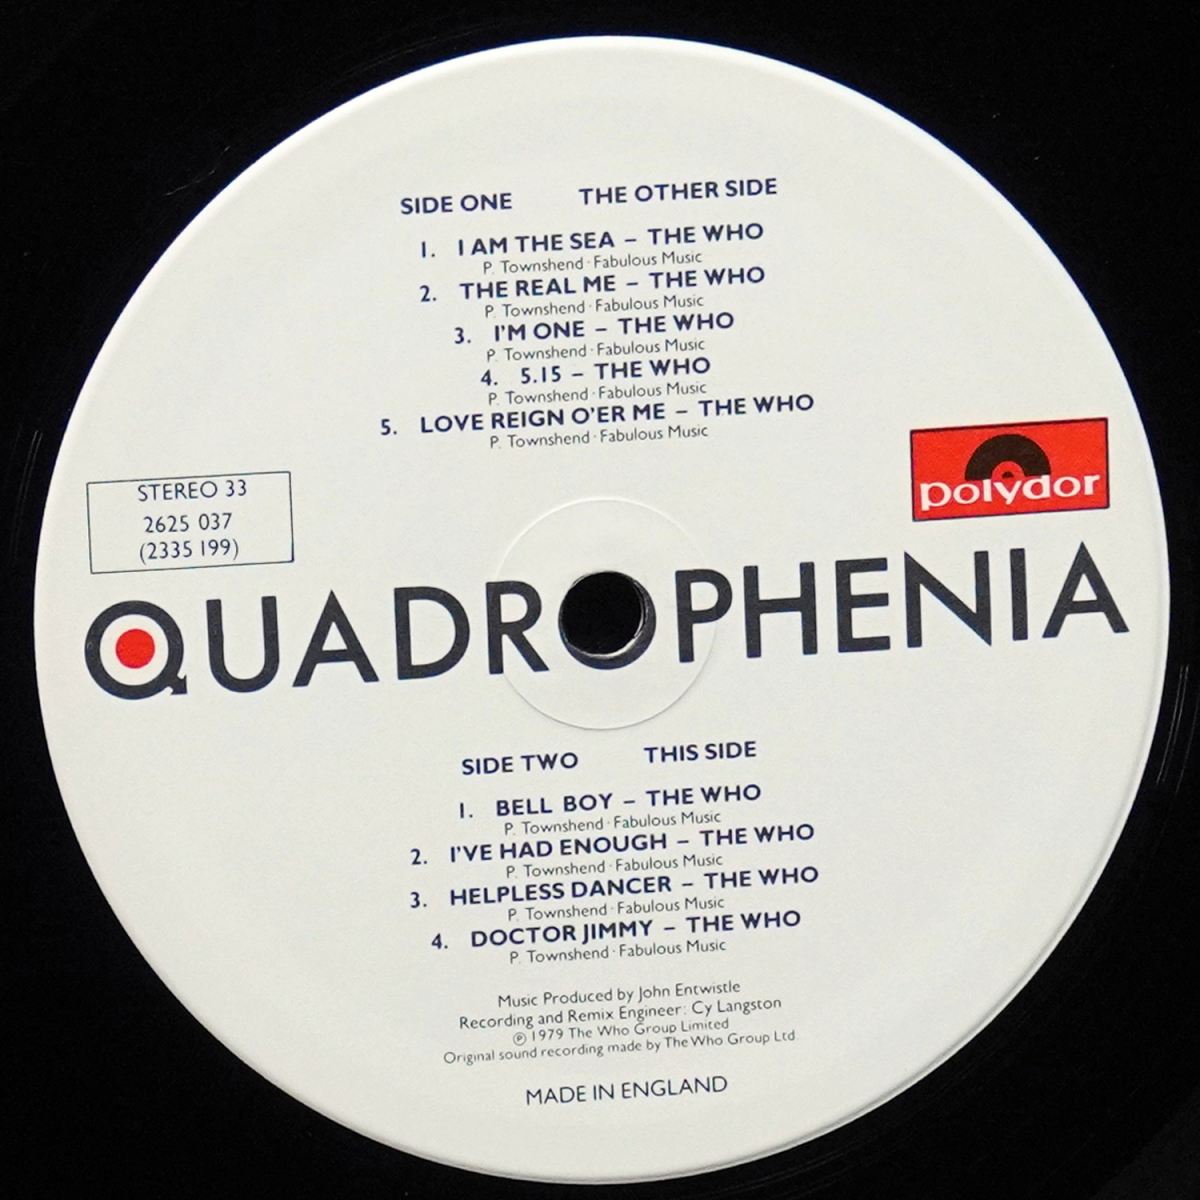 SIDE ONE THE OTHER SIDE
1. I AM THE SEA – THE WHO
P. Townshend · Fabulous Music
2. THE REAL ME – THE WHO
P. Townshend · Fabulous Music
3. I'M ONE – THE WHO
P. Townshend · Fabulous Music
4. 5.15 – THE WHO
P. Townshend · Fabulous Music
5. LOVE REIGN O'ER ME – THE WHO
P. Townshend · Fabulous Music
polydor
STEREO 33
2625 037
(2335 199)
QUADROPHENIA
SIDE TWO THIS SIDE
1. BELL BOY – THE WHO
P. Townshend · Fabulous Music
2. I'VE HAD ENOUGH – THE WHO
P. Townshend · Fabulous Music
3. HELPLESS DANCER – THE WHO
P. Townshend · Fabulous Music
4. DOCTOR JIMMY – THE WHO
P. Townshend · Fabulous Music
Music Produced by John Entwistle
Recording and Remix Engineer: Cy Langston
℗ 1979 The Who Group Limited
Original sound recording made by The Who Group Ltd.
MADE IN ENGLAND